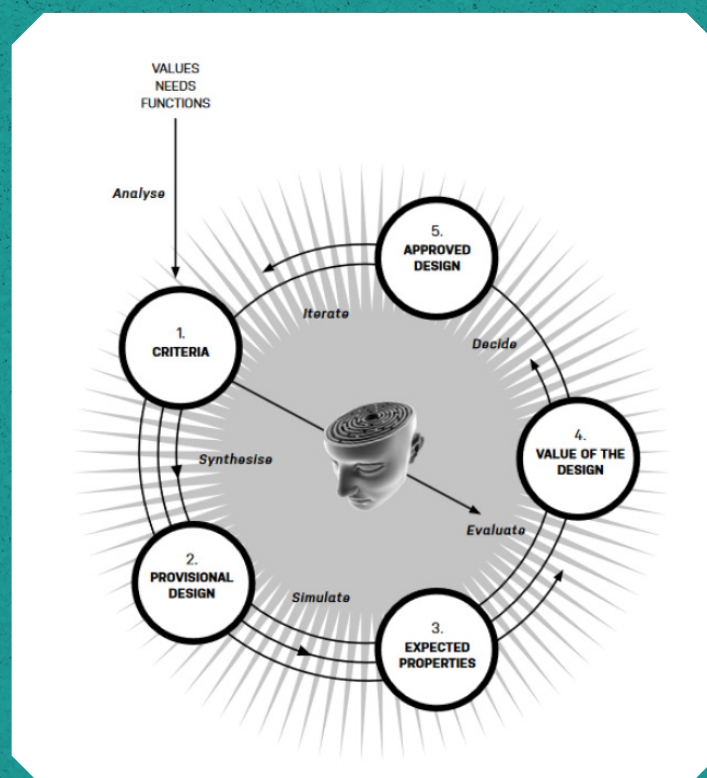 VALUES
NEEDS
FUNCTIONS
Analyse
5.
APPROVED
DESIGN
Iterate
1.
CRITERIA
Decide
4.
VALUE OF THE
DESIGN
Synthesise
Evaluate
2.
PROVISIONAL
DESIGN
Simulate
3.
EXPECTED
PROPERTIES